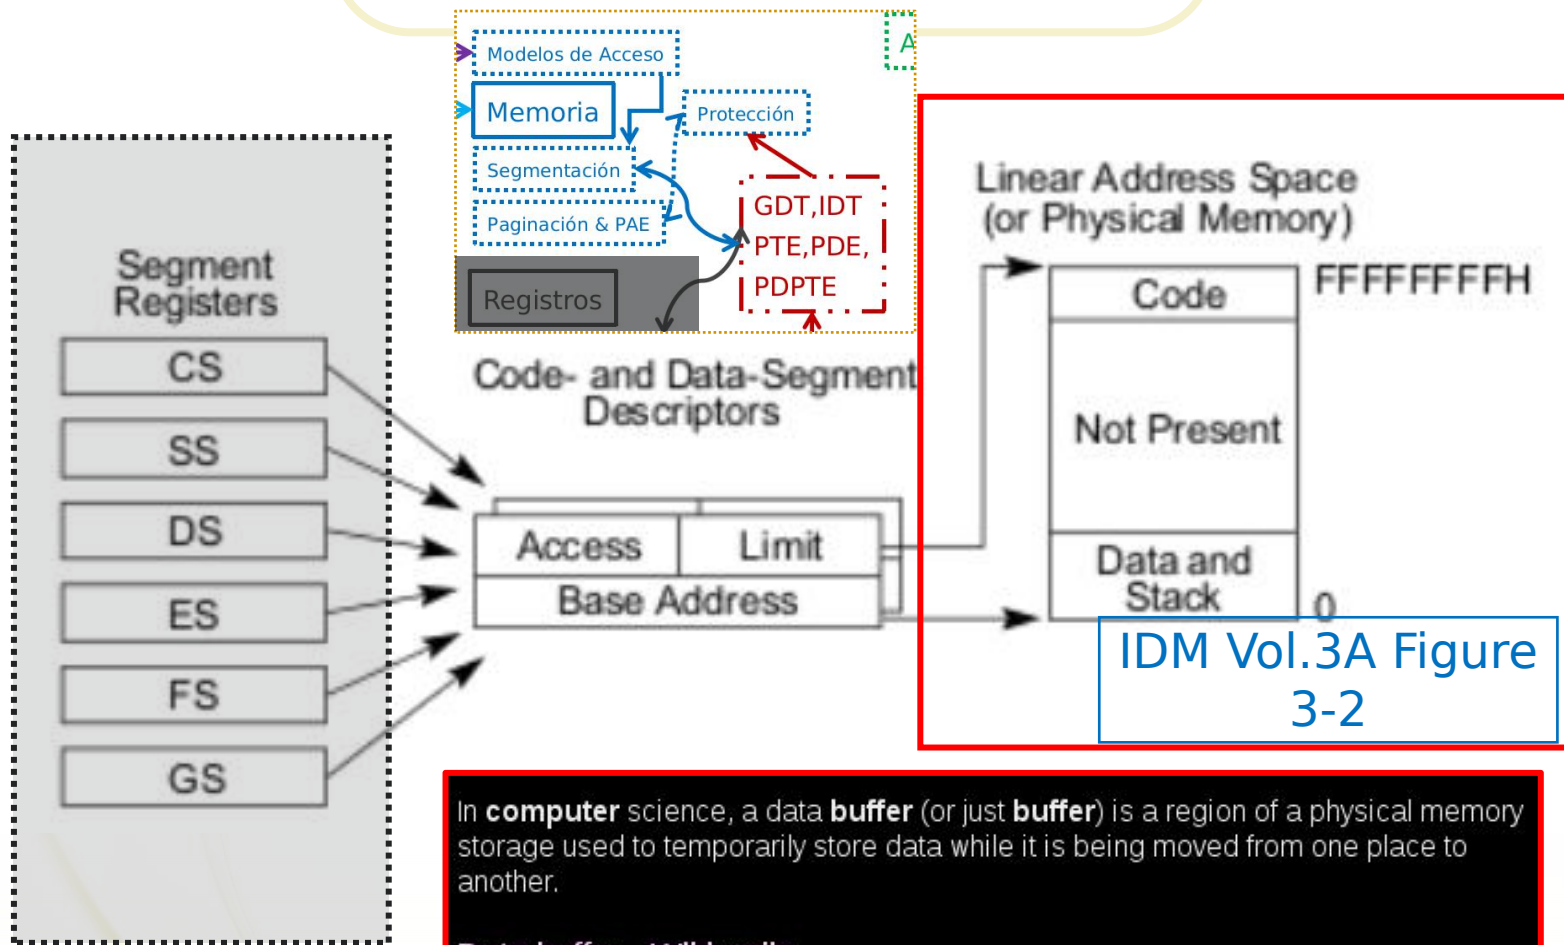 Modelos de Acceso
A
Memoria
Protección
Segmentación
Paginación & PAE
GDT,IDT
PTE,PDE,
PDPTE
Registros
Segment
Registers
CS
SS
DS
ES
FS
GS
Code- and Data-Segment
Descriptors
Access
Limit
Base Address
Linear Address Space
(or Physical Memory)
Code
FFFFFFFFH
Not Present
Data and
Stack
0
IDM Vol.3A Figure
3-2
In computer science, a data buffer (or just buffer) is a region of a physical memory
storage used to temporarily store data while it is being moved from one place to
another.